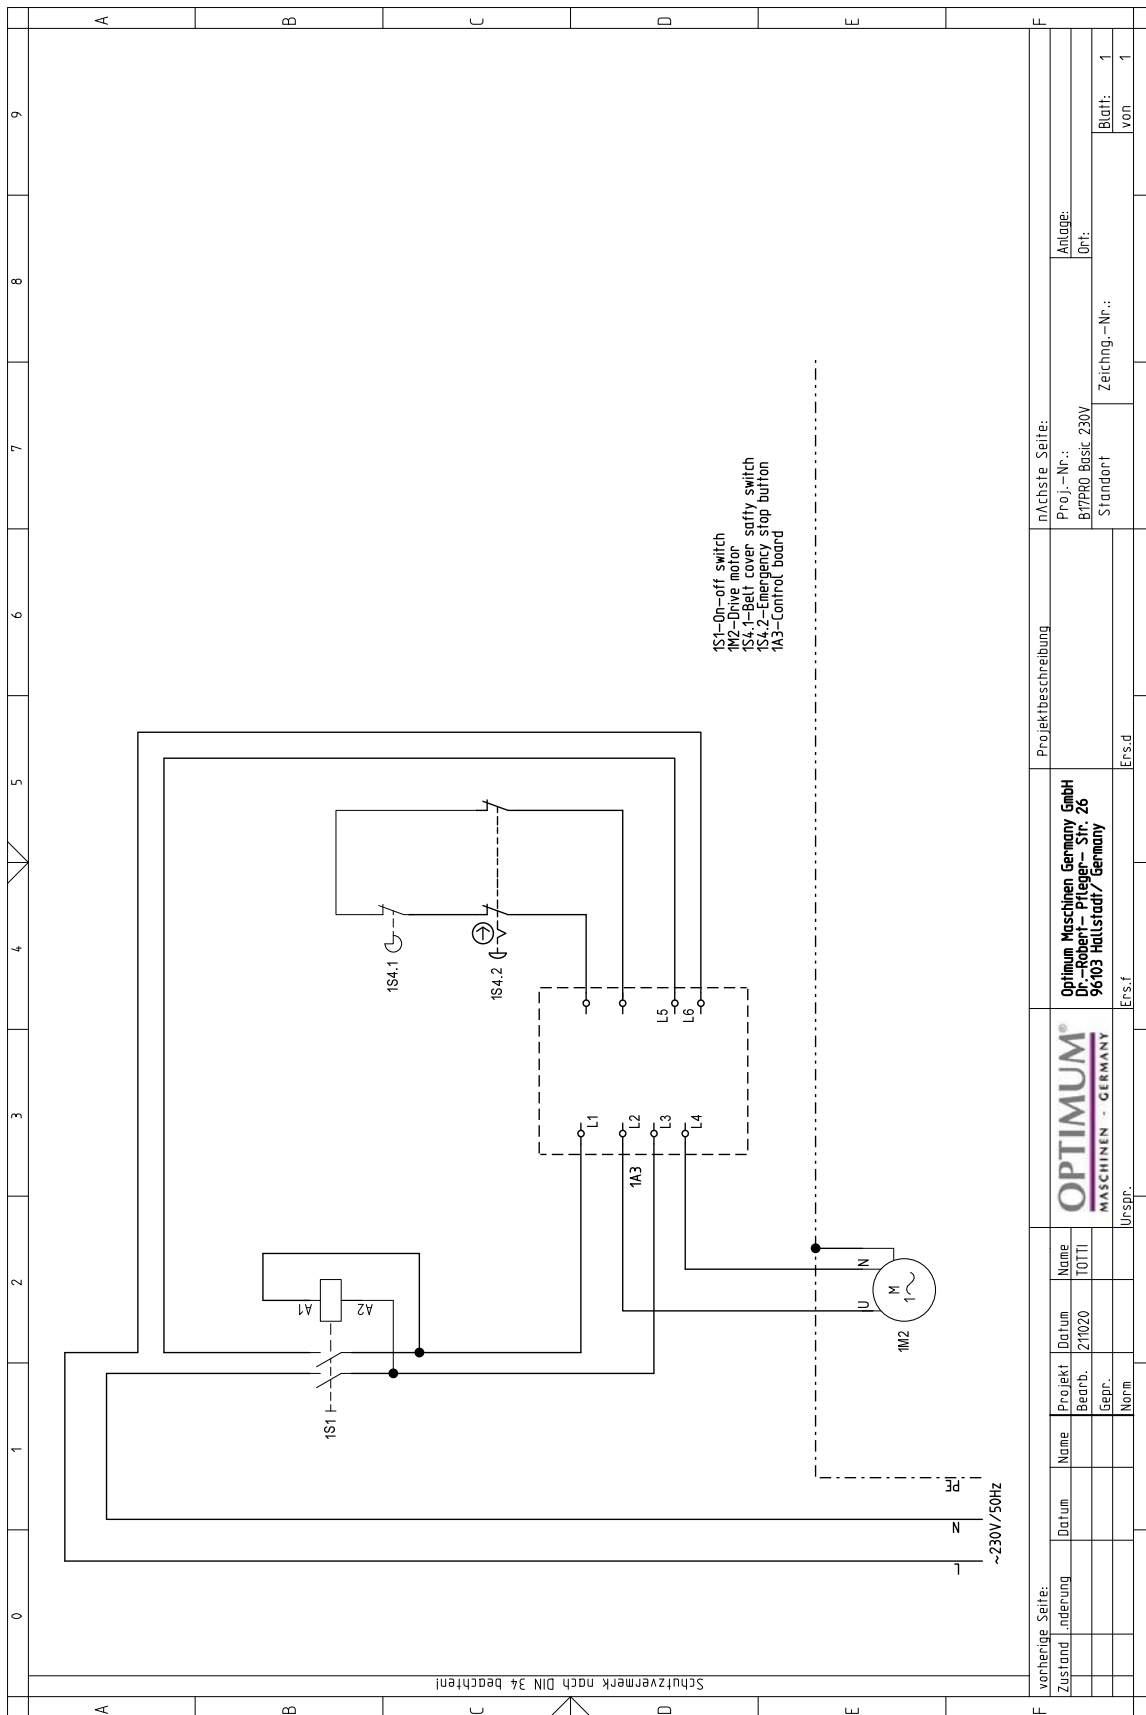 0 1 2 3 4 5 6 7 8 9
A
B
C
D
E
F
A
B
C
D
E
F
Schutzvermerk nach DIN 34 beachten!
1S1
A1
A2
1S4.1
1S4.2
1A3
L1
L2
L3
L4
L5
L6
L
N
PE
~230V/50Hz
U
N
M
1~
1M2
1S1-On-off switch
1M2-Drive motor
1S4.1-Belt cover safty switch
1S4.2-Emergency stop button
1A3-Control board
vorherige Seite:
Zustand
.nderung
Datum
Name
Projekt
Datum
Name
Bearb.
211020
TOTTI
Gepr.
Norm
Urspr.
OPTIMUM®
MASCHINEN - GERMANY
Optimum Maschinen Germany GmbH
Dr.-Robert- Pfleger- Str. 26
96103 Hallstadt/ Germany
Ers.f
Ers.d
Projektbeschreibung
nAchste Seite:
Proj.-Nr.:
B17PRO Basic 230V
Standort
Zeichng.-Nr.:
Anlage:
Ort:
Blatt: 1
von 1